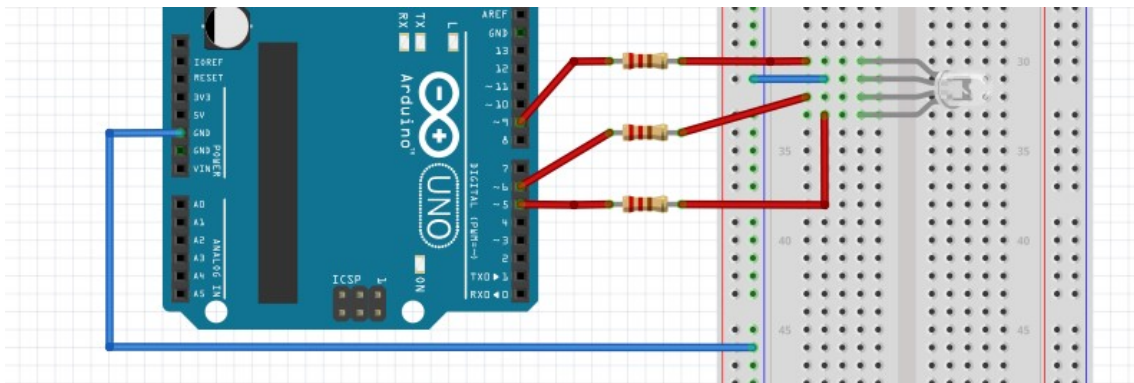 AREF
GND
RX
TX
L
13
IOREF
12
RESET
~11
3V3
~10
5V
~9
GND
8
GND
VIN
POWER
Arduino™
UNO
7
~6
~5
A0
4
A1
~3
A2
2
A3
TX0▶1
A4
RX0◀0
A5
ANALOG IN
DIGITAL (PWM=~)
ICSP
1
ON
30
30
35
35
40
40
45
45